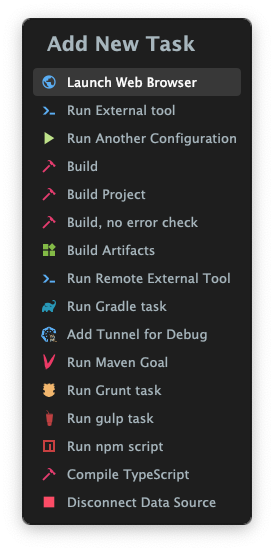 Add New Task
Launch Web Browser
Run External tool
Run Another Configuration
Build
Build Project
Build, no error check
Build Artifacts
Run Remote External Tool
Run Gradle task
Add Tunnel for Debug
Run Maven Goal
Run Grunt task
Run gulp task
Run npm script
Compile TypeScript
Disconnect Data Source